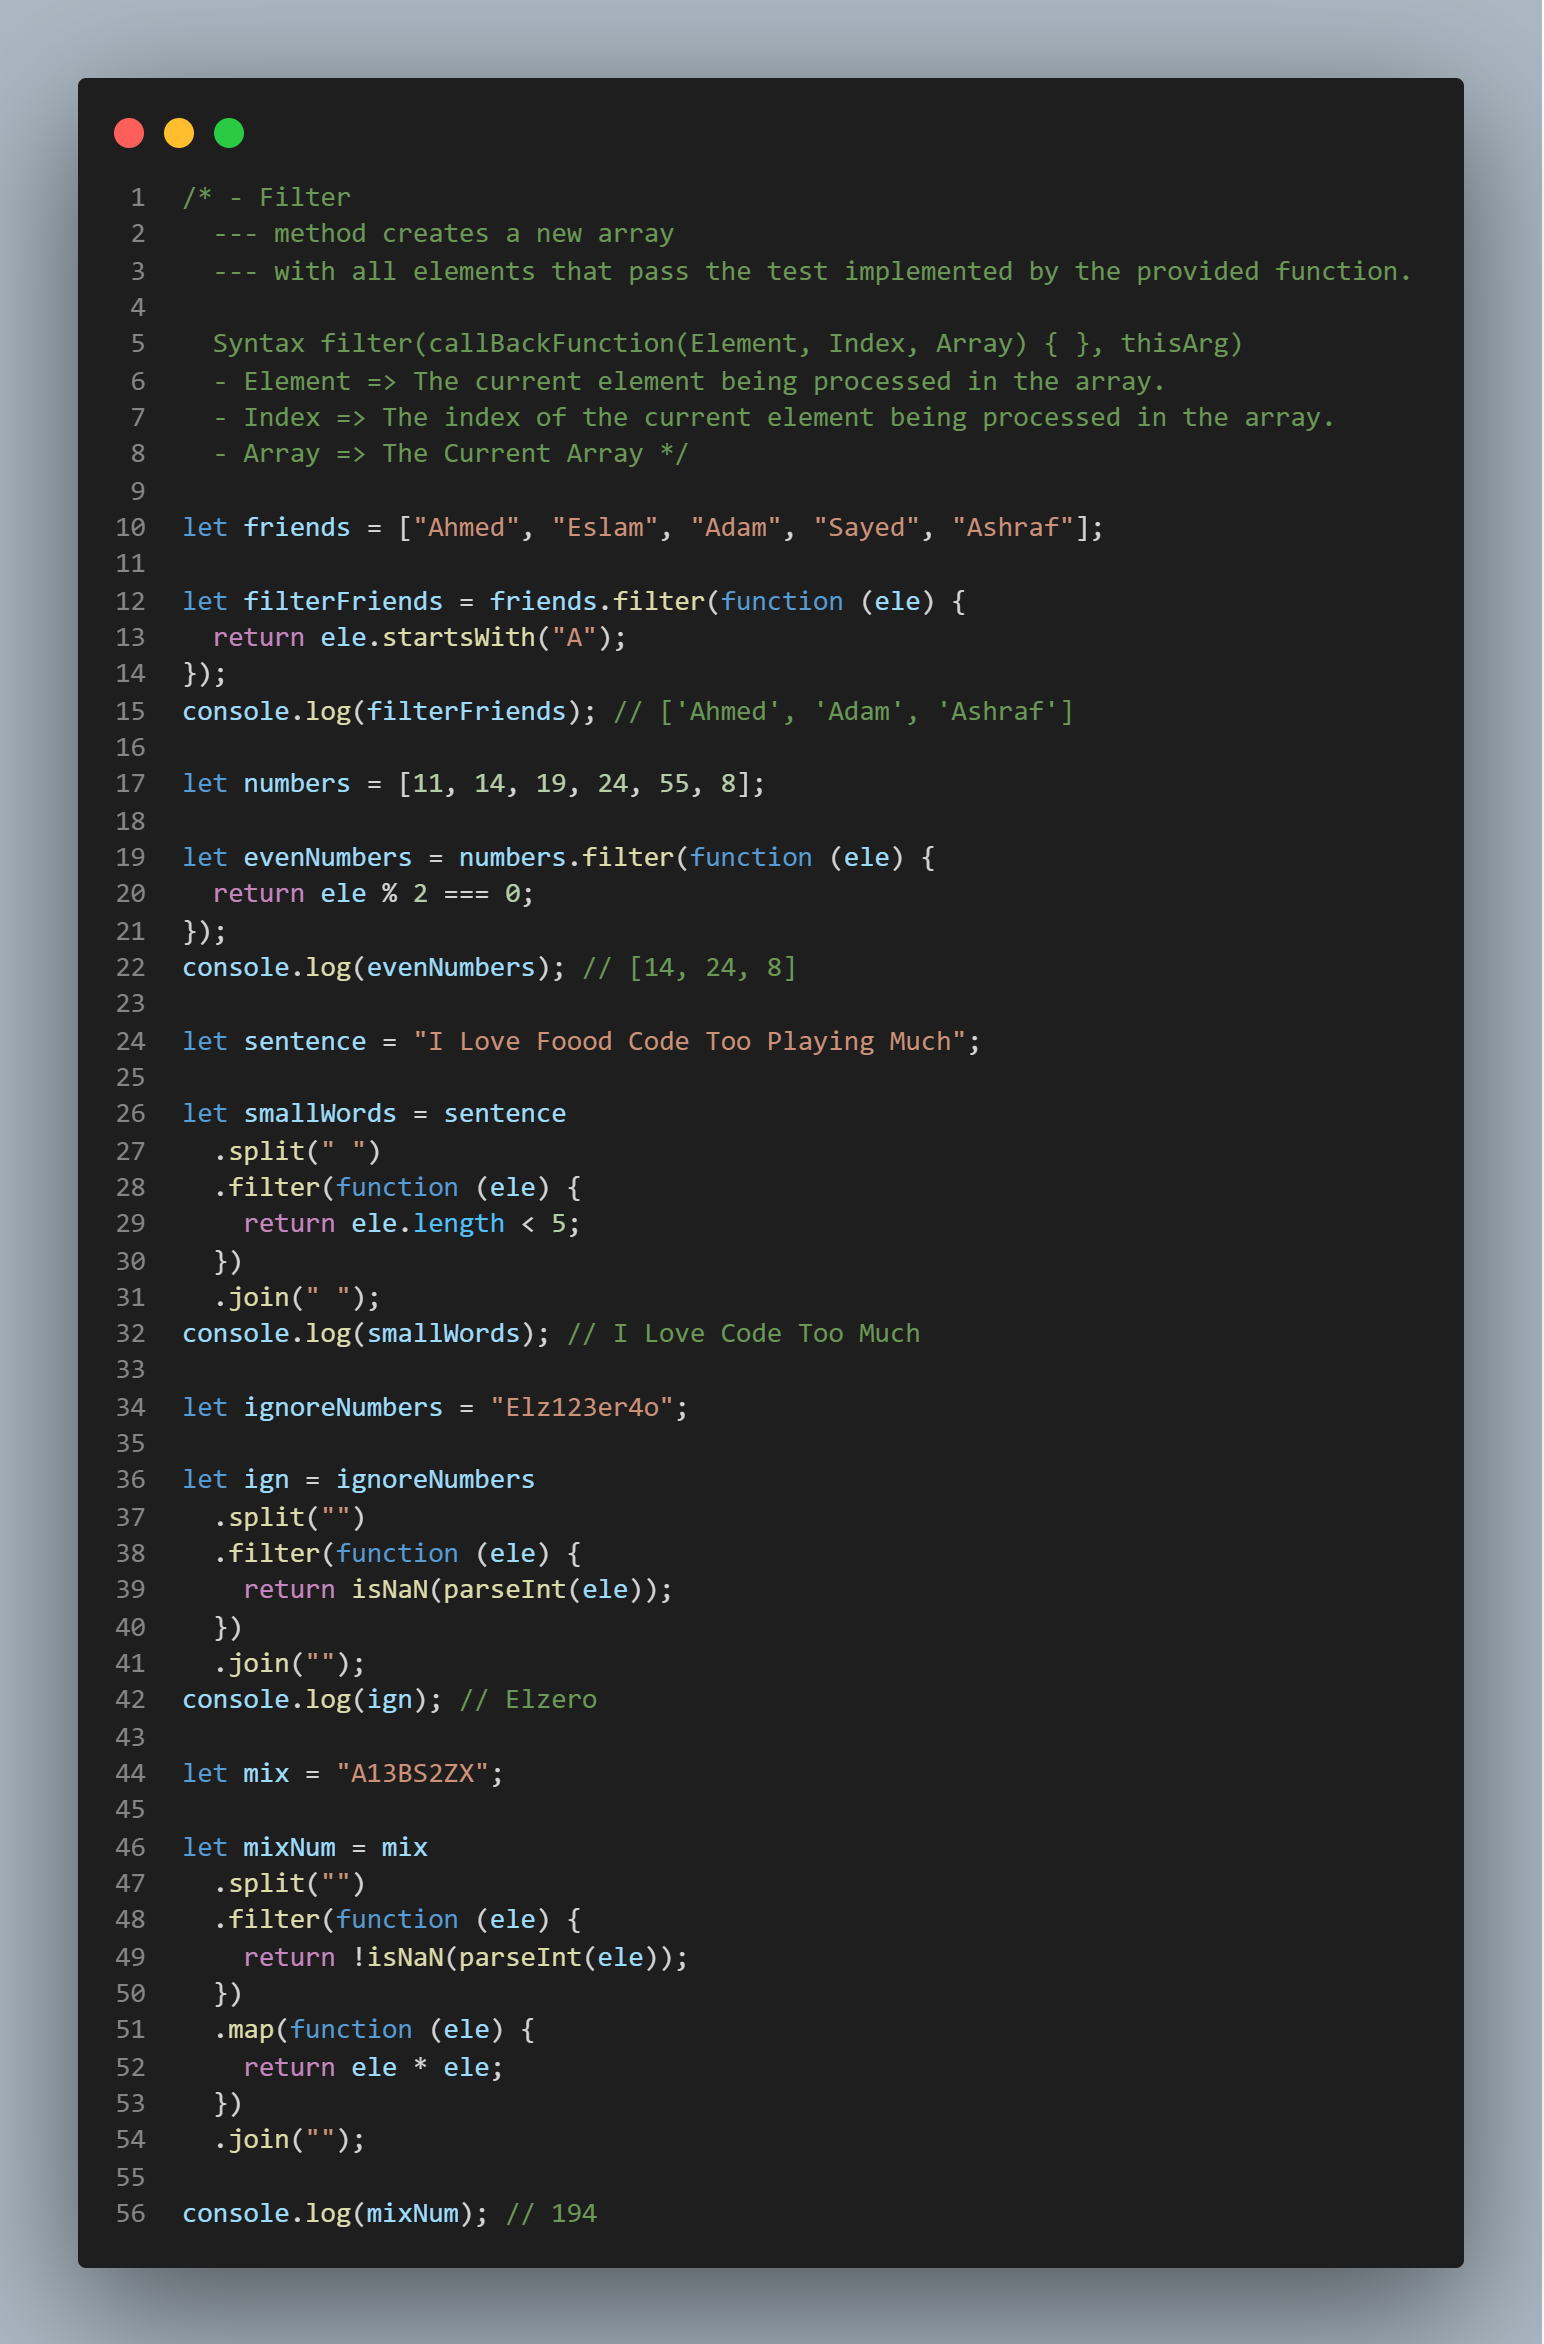 1 /* - Filter
2   --- method creates a new array
3   --- with all elements that pass the test implemented by the provided function.
4
5   Syntax filter(callBackFunction(Element, Index, Array) { }, thisArg)
6   - Element => The current element being processed in the array.
7   - Index => The index of the current element being processed in the array.
8   - Array => The Current Array */
9
10 let friends = ["Ahmed", "Eslam", "Adam", "Sayed", "Ashraf"];
11
12 let filterFriends = friends.filter(function (ele) {
13   return ele.startsWith("A");
14 });
15 console.log(filterFriends); // ['Ahmed', 'Adam', 'Ashraf']
16
17 let numbers = [11, 14, 19, 24, 55, 8];
18
19 let evenNumbers = numbers.filter(function (ele) {
20   return ele % 2 === 0;
21 });
22 console.log(evenNumbers); // [14, 24, 8]
23
24 let sentence = "I Love Foood Code Too Playing Much";
25
26 let smallWords = sentence
27   .split(" ")
28   .filter(function (ele) {
29     return ele.length < 5;
30   })
31   .join(" ");
32 console.log(smallWords); // I Love Code Too Much
33
34 let ignoreNumbers = "Elz123er4o";
35
36 let ign = ignoreNumbers
37   .split("")
38   .filter(function (ele) {
39     return isNaN(parseInt(ele));
40   })
41   .join("");
42 console.log(ign); // Elzero
43
44 let mix = "A13BS2ZX";
45
46 let mixNum = mix
47   .split("")
48   .filter(function (ele) {
49     return !isNaN(parseInt(ele));
50   })
51   .map(function (ele) {
52     return ele * ele;
53   })
54   .join("");
55
56 console.log(mixNum); // 194